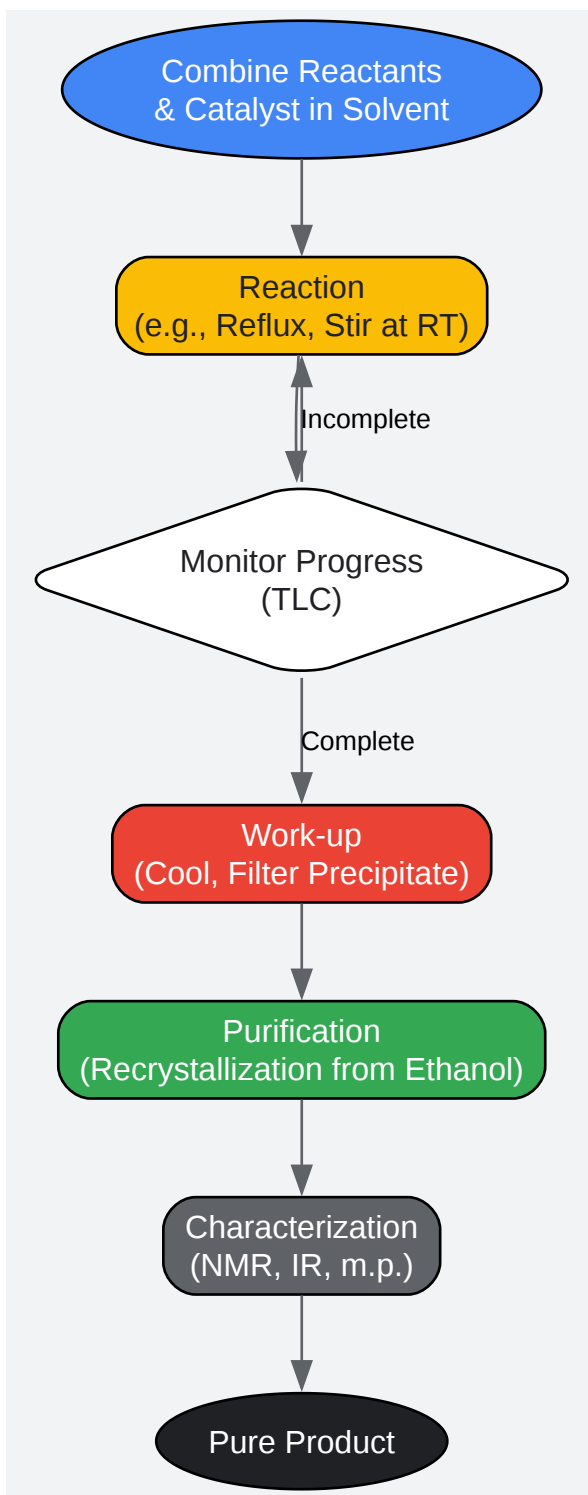 Combine Reactants
& Catalyst in Solvent
Reaction
(e.g., Reflux, Stir at RT)
Incomplete
Monitor Progress
(TLC)
Complete
Work-up
(Cool, Filter Precipitate)
Purification
(Recrystallization from Ethanol)
Characterization
(NMR, IR, m.p.)
Pure Product